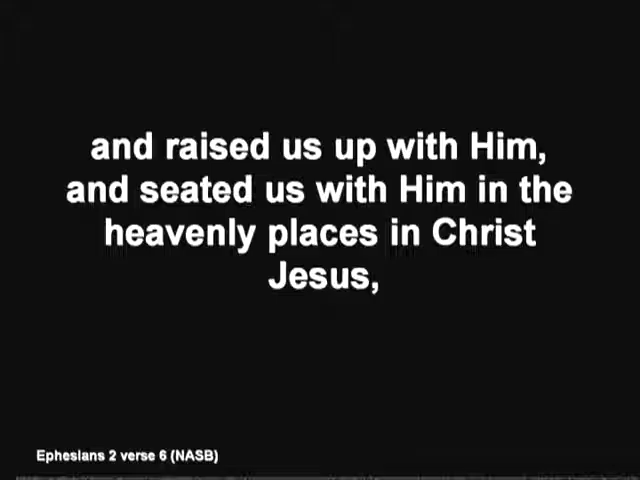 and raised us up with Him,
and seated us with Him in the
heavenly places in Christ
Jesus,
Ephesians 2 verse 6 (NASB)